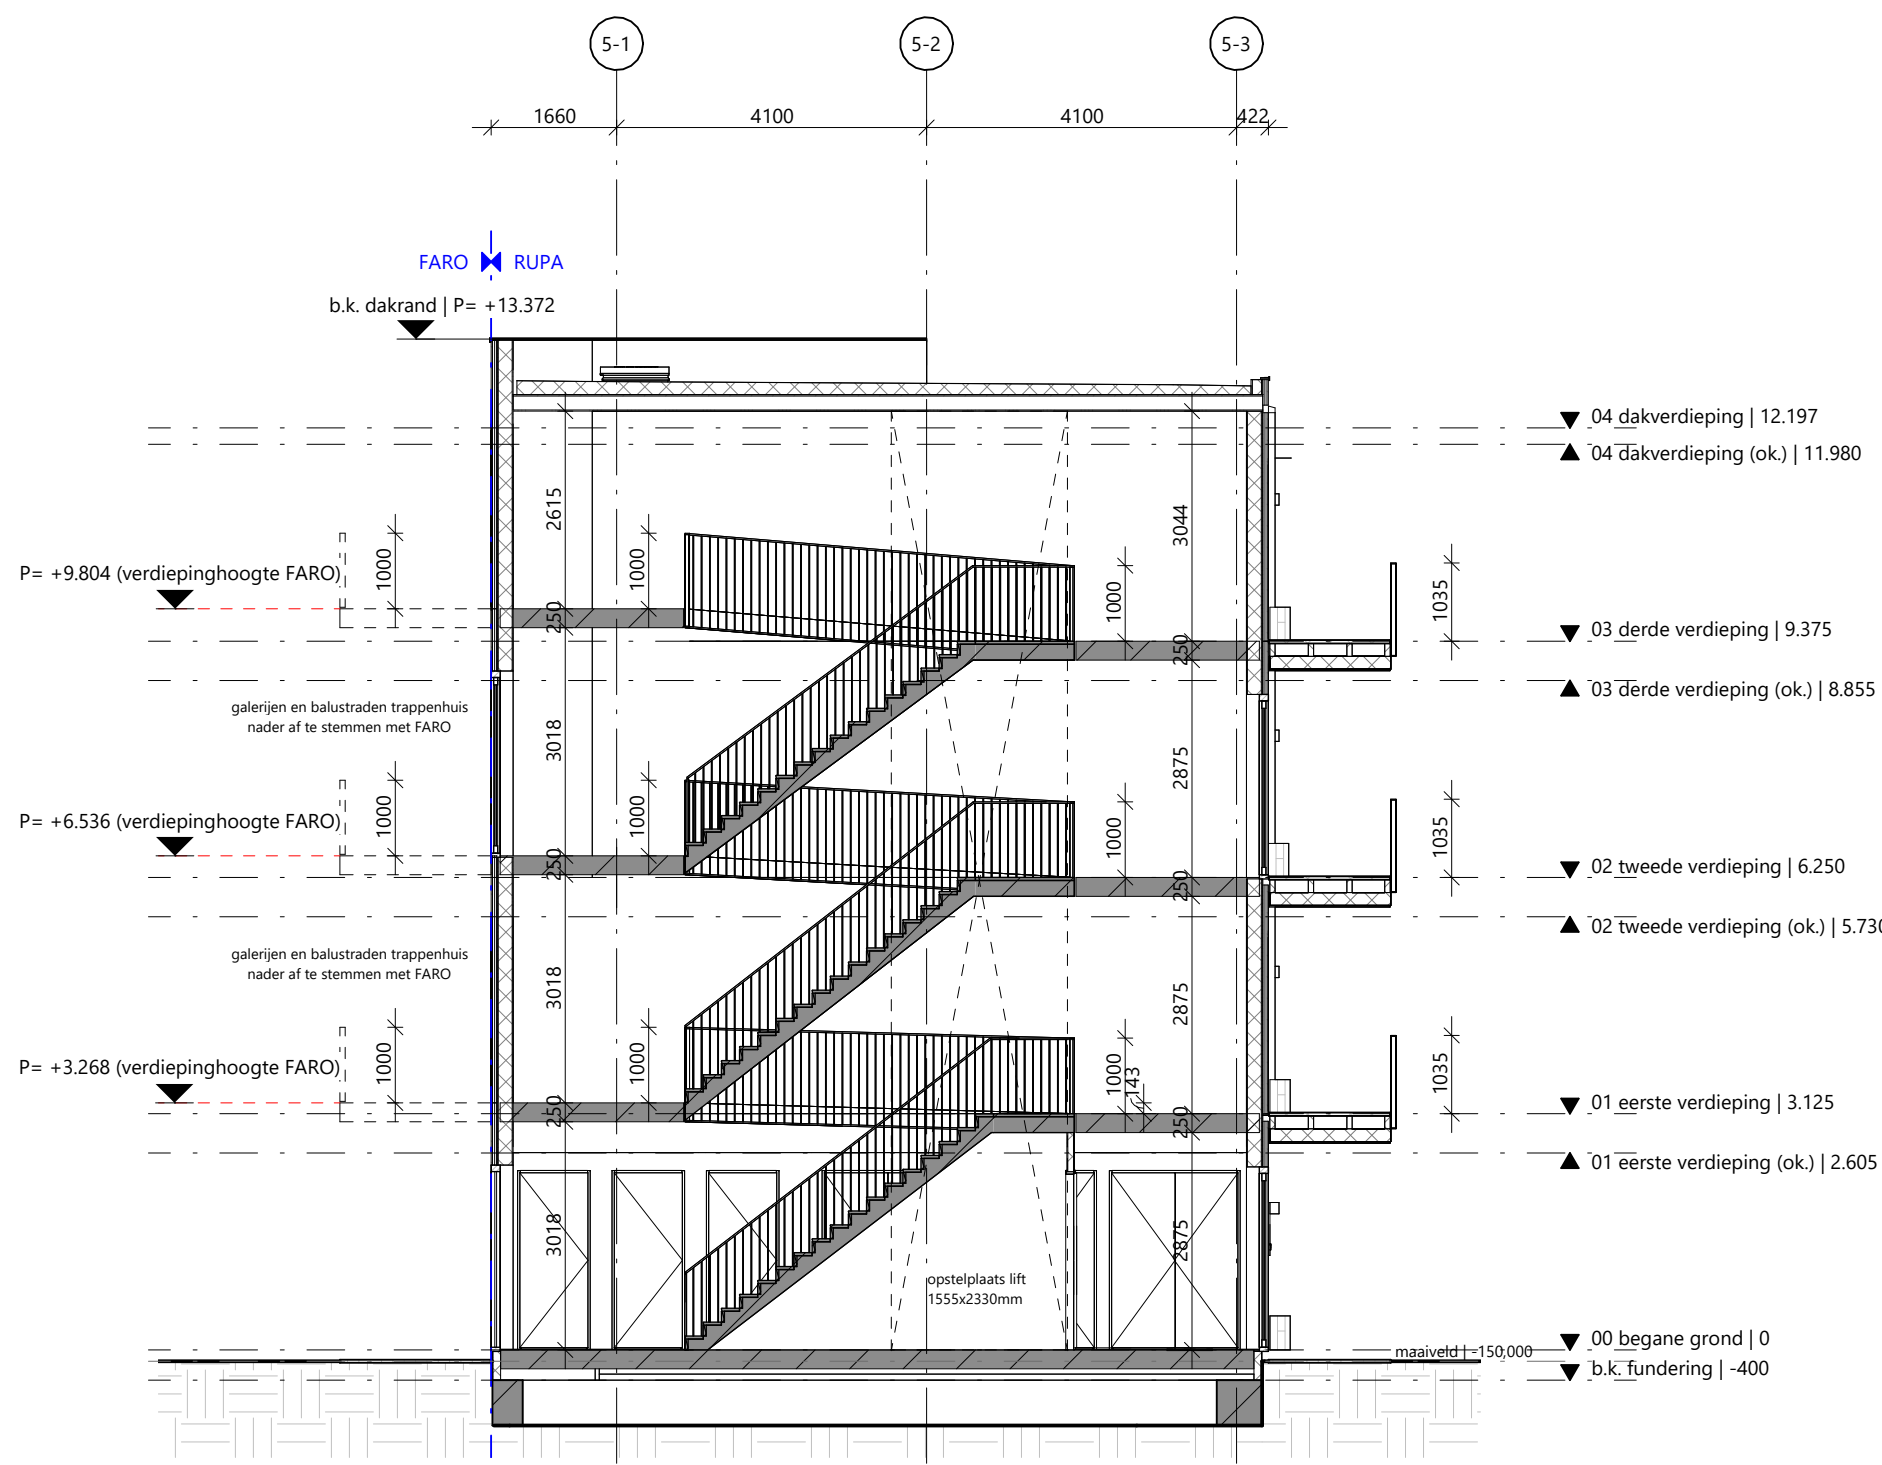 5-1
5-2
5-3
1660
4100
4100
422
FARO
RUPA
b.k. dakrand | P= +13.372
04 dakverdieping | 12.197
04 dakverdieping (ok.) | 11.980
2615
3044
P= +9.804 (verdiepinghoogte FARO)
1000
1000
1000
1035
250
250
03 derde verdieping | 9.375
03 derde verdieping (ok.) | 8.855
galerijen en balustraden trappenhuis
nader af te stemmen met FARO
3018
2875
P= +6.536 (verdiepinghoogte FARO)
1000
1000
1000
1035
250
250
02 tweede verdieping | 6.250
02 tweede verdieping (ok.) | 5.730
galerijen en balustraden trappenhuis
nader af te stemmen met FARO
3018
2875
P= +3.268 (verdiepinghoogte FARO)
1000
1000
1000
143
1035
250
250
01 eerste verdieping | 3.125
01 eerste verdieping (ok.) | 2.605
3018
2875
opstelplaats lift
1555x2330mm
00 begane grond | 0
maaiveld | -150,000
b.k. fundering | -400